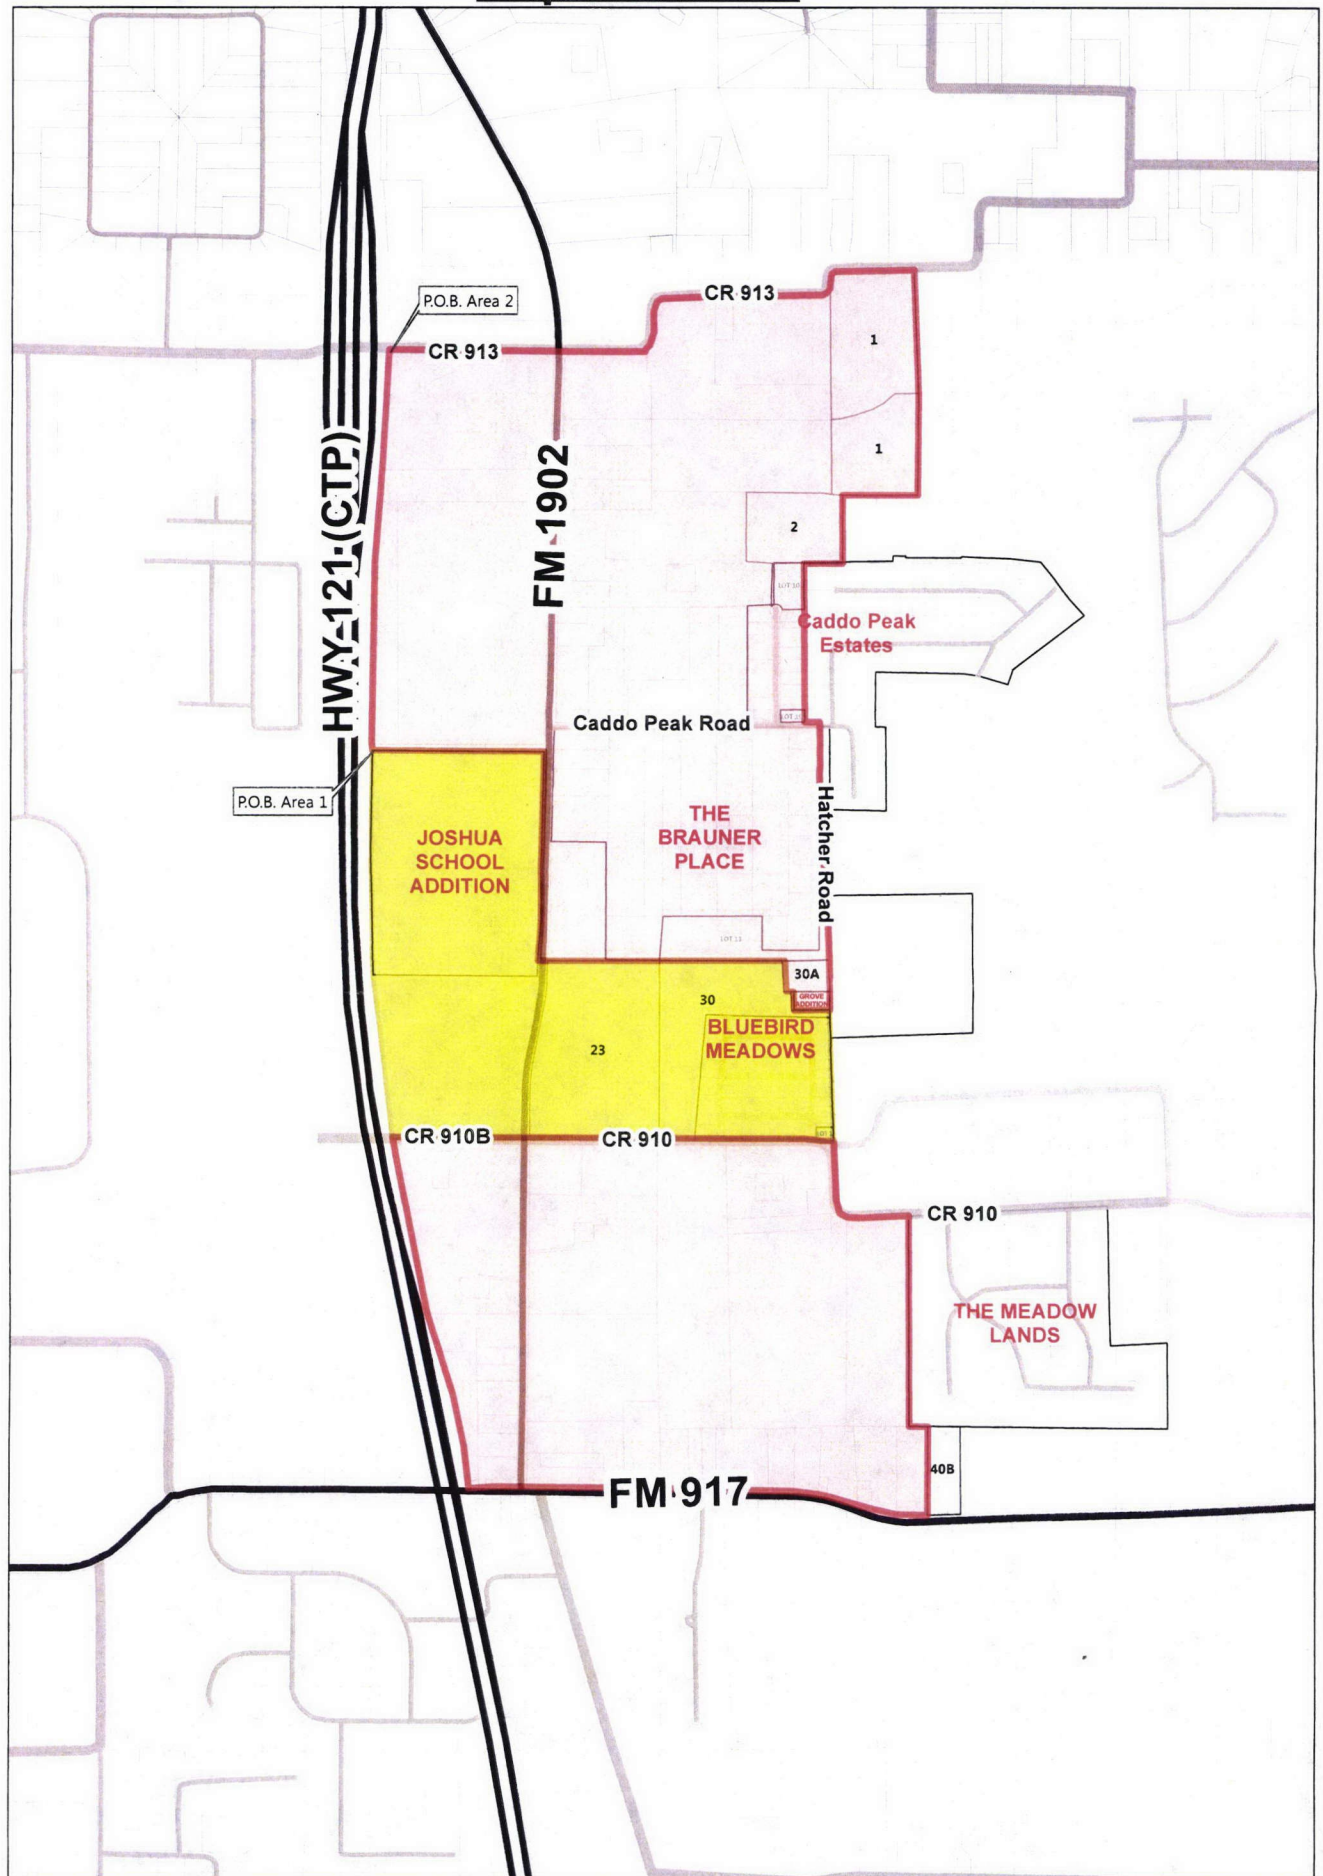 CR 913
P.O.B. Area 2
CR 913
1
HWY-121-(CTP)
FM 1902
1
2
Caddo Peak
Estates
Caddo Peak Road
P.O.B. Area 1
Hatcher Road
THE
BRAUNER
PLACE
JOSHUA
SCHOOL
ADDITION
LOT 11
30A
30
GROVE
ADDITION
BLUEBIRD
MEADOWS
23
CR 910B
CR 910
CR 910
THE MEADOW
LANDS
40B
FM 917